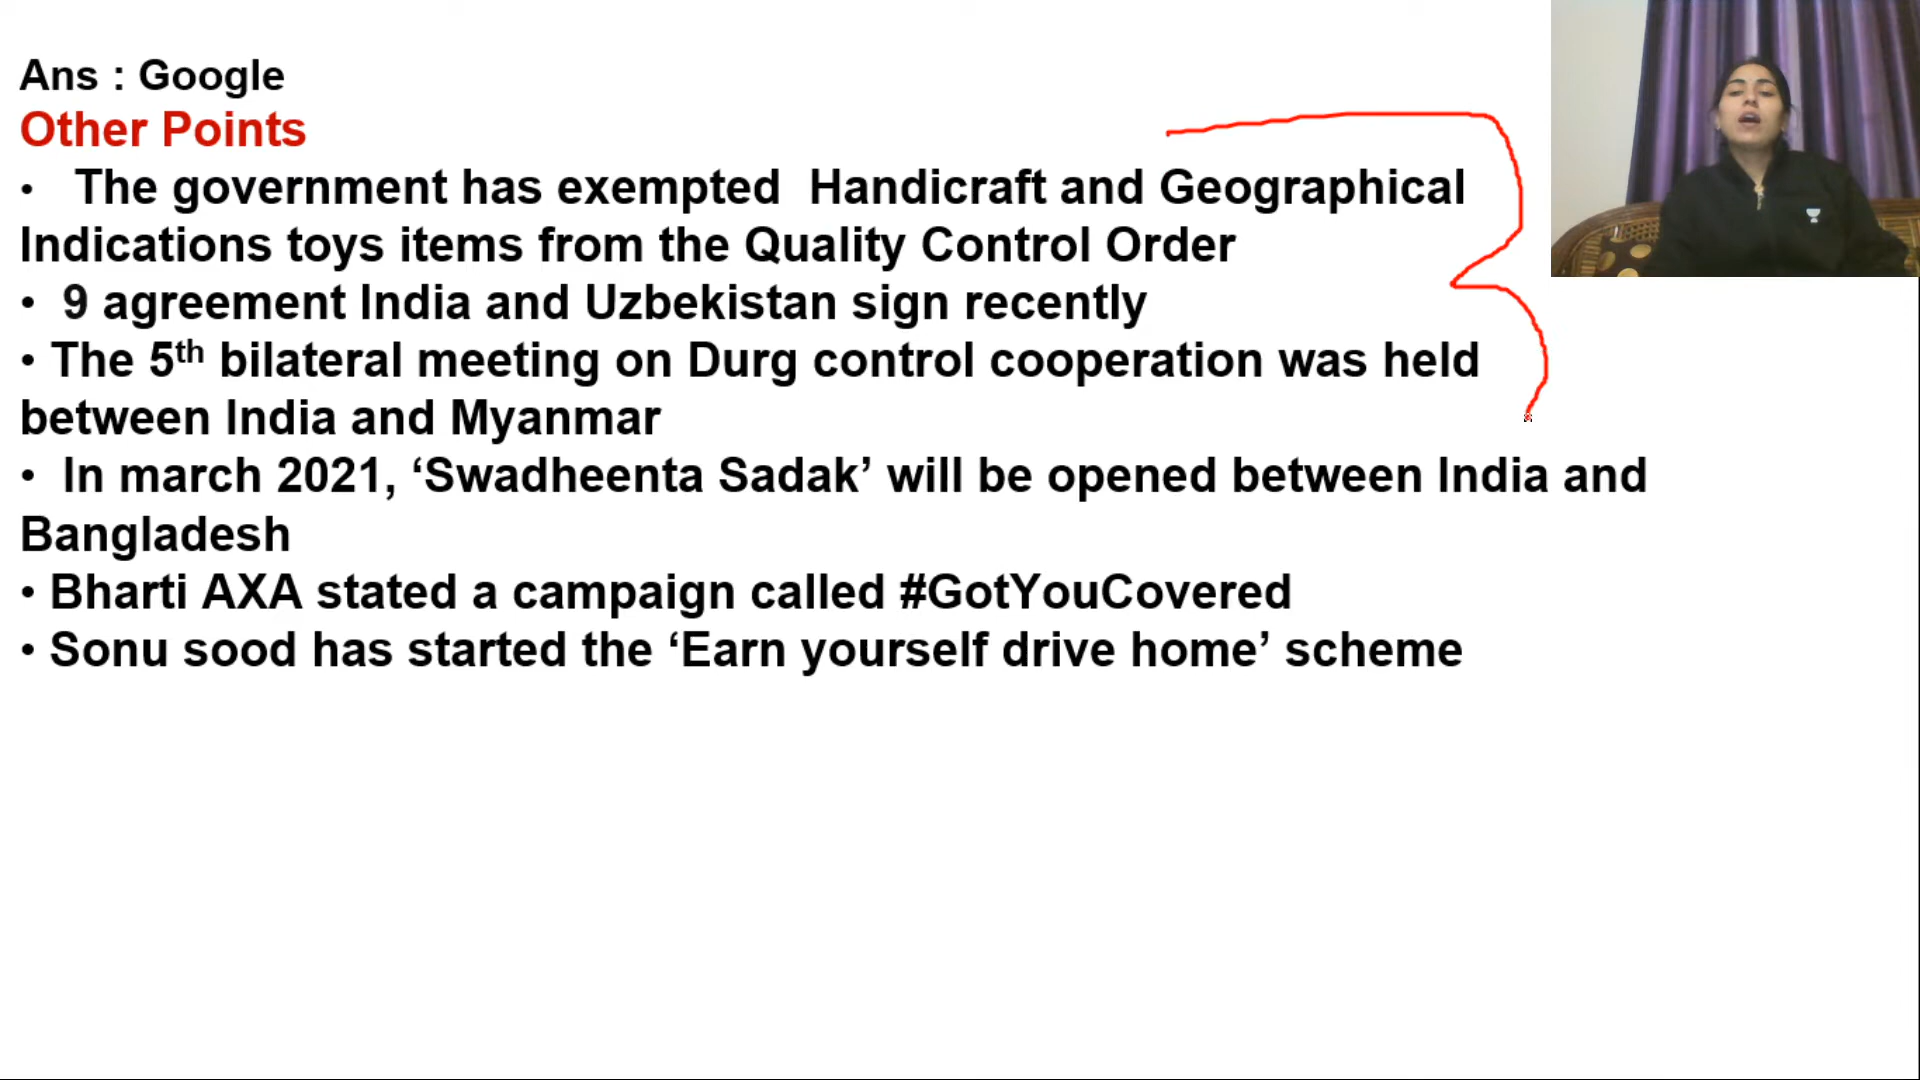 Ans : Google
Other Points
• The government has exempted Handicraft and Geographical
Indications toys items from the Quality Control Order
• 9 agreement India and Uzbekistan sign recently
• The 5th bilateral meeting on Durg control cooperation was held
between India and Myanmar
• In march 2021, ‘Swadheenta Sadak’ will be opened between India and
Bangladesh
• Bharti AXA stated a campaign called #GotYouCovered
• Sonu sood has started the ‘Earn yourself drive home’ scheme